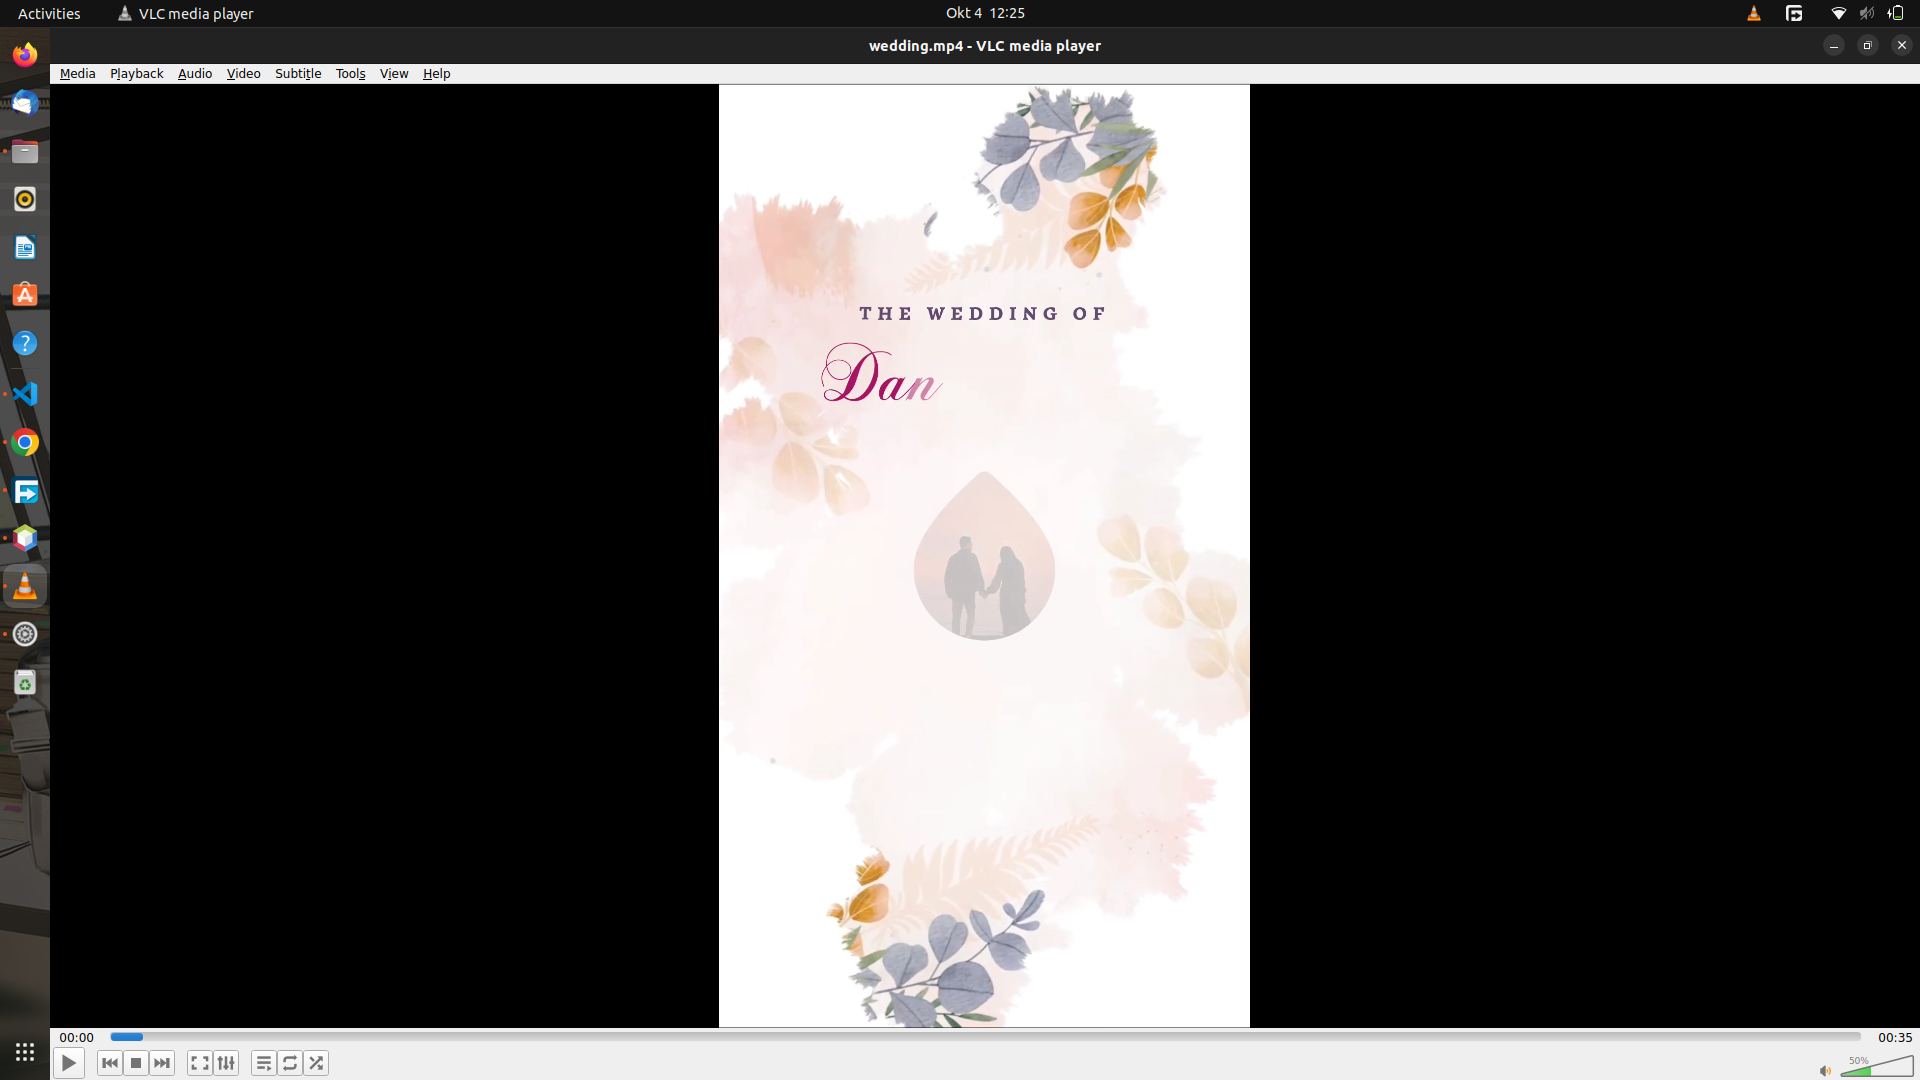 Activities
VLC media player
Okt 4 12:25
wedding.mp4 - VLC media player
Media Playback Audio Video Subtitle Tools View Help
THE WEDDING OF
Dan
00:00
00:35
50%